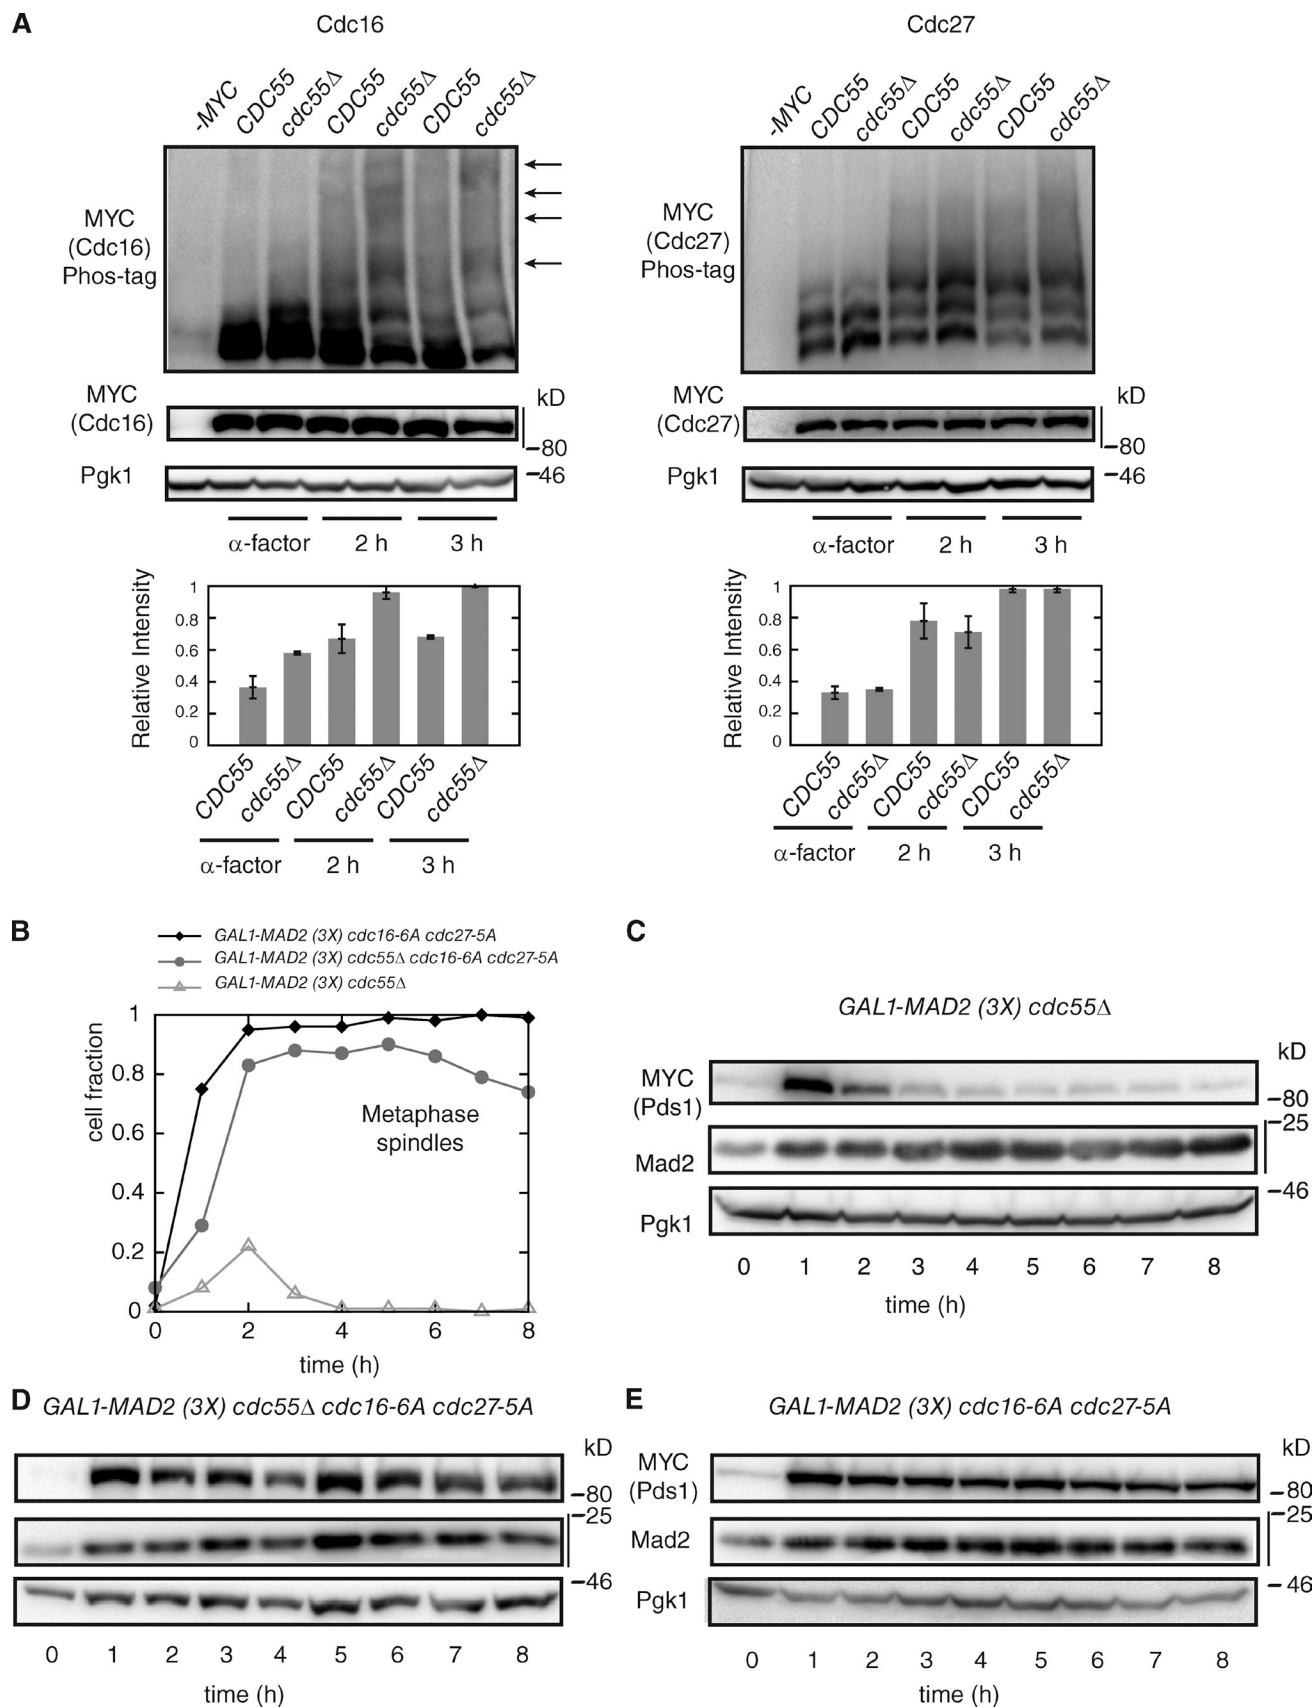 A
Cdc16
Cdc27
-MYC
CDC55
cdc55Δ
CDC55
cdc55Δ
CDC55
cdc55Δ
-MYC
CDC55
cdc55Δ
CDC55
cdc55Δ
CDC55
cdc55Δ
MYC
(Cdc16)
Phos-tag
MYC
(Cdc27)
Phos-tag
MYC
(Cdc16)
kD
–80
MYC
(Cdc27)
kD
–80
Pgk1
–46
Pgk1
–46
α-factor
2 h
3 h
α-factor
2 h
3 h
Relative Intensity
1
0.8
0.6
0.4
0.2
0
Relative Intensity
1
0.8
0.6
0.4
0.2
0
CDC55
cdc55Δ
CDC55
cdc55Δ
CDC55
cdc55Δ
CDC55
cdc55Δ
CDC55
cdc55Δ
CDC55
cdc55Δ
α-factor
2 h
3 h
α-factor
2 h
3 h
B
GAL1-MAD2 (3X) cdc16-6A cdc27-5A
GAL1-MAD2 (3X) cdc55Δ cdc16-6A cdc27-5A
GAL1-MAD2 (3X) cdc55Δ
cell fraction
1
0.8
0.6
0.4
0.2
0
Metaphase
spindles
0
2
4
6
8
time (h)
C
GAL1-MAD2 (3X) cdc55Δ
kD
MYC
(Pds1)
–80
–25
Mad2
–46
Pgk1
0 1 2 3 4 5 6 7 8
time (h)
D
GAL1-MAD2 (3X) cdc55Δ cdc16-6A cdc27-5A
kD
–80
–25
–46
0 1 2 3 4 5 6 7 8
time (h)
E
GAL1-MAD2 (3X) cdc16-6A cdc27-5A
kD
MYC
(Pds1)
–80
–25
Mad2
–46
Pgk1
0 1 2 3 4 5 6 7 8
time (h)